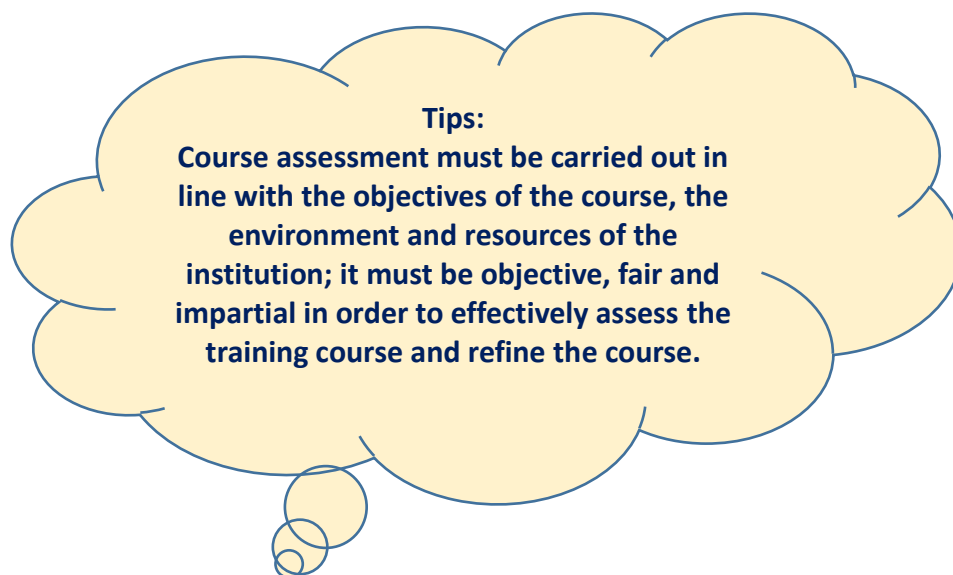 Tips:
Course assessment must be carried out in
line with the objectives of the course, the
environment and resources of the
institution; it must be objective, fair and
impartial in order to effectively assess the
training course and refine the course.